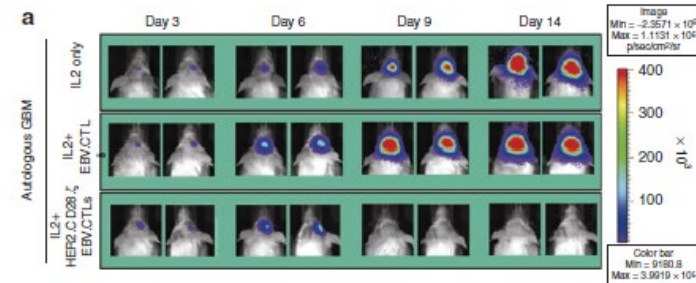 a
Day 3 Day 6 Day 9 Day 14
Autologous GBM
IL2 only
IL2+
EBV.CTL
IL2+
HER2.CD28.ζ
EBV.CTLs
Image
Min = −2.3571 × 10
Max = 1.1131 × 10⁶
p/sec/cm²/sr
400
300
200
100
× 10³
Color bar
Min = 9180.8
Max = 3.9919 × 10⁵